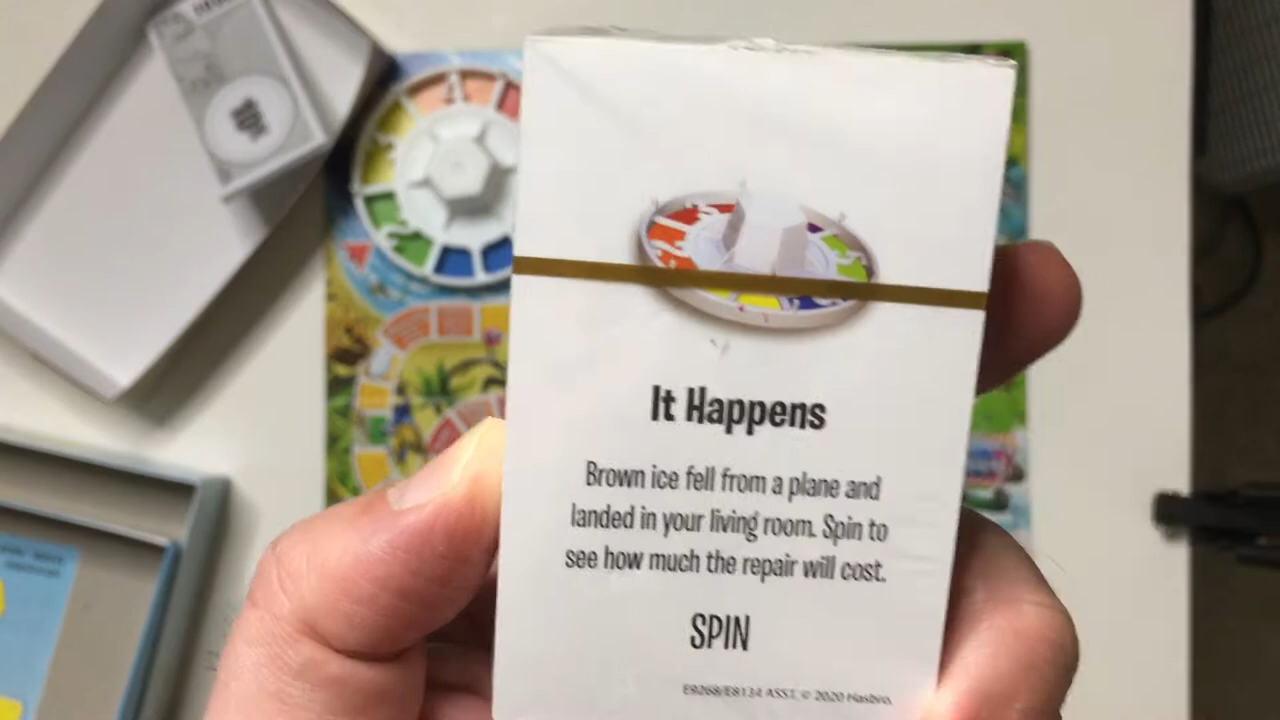 It Happens
Brown ice fell from a plane and
landed in your living room. Spin to
see how much the repair will cost.
SPIN
E9268/E8134 ASST. © 2020 Hasbro.